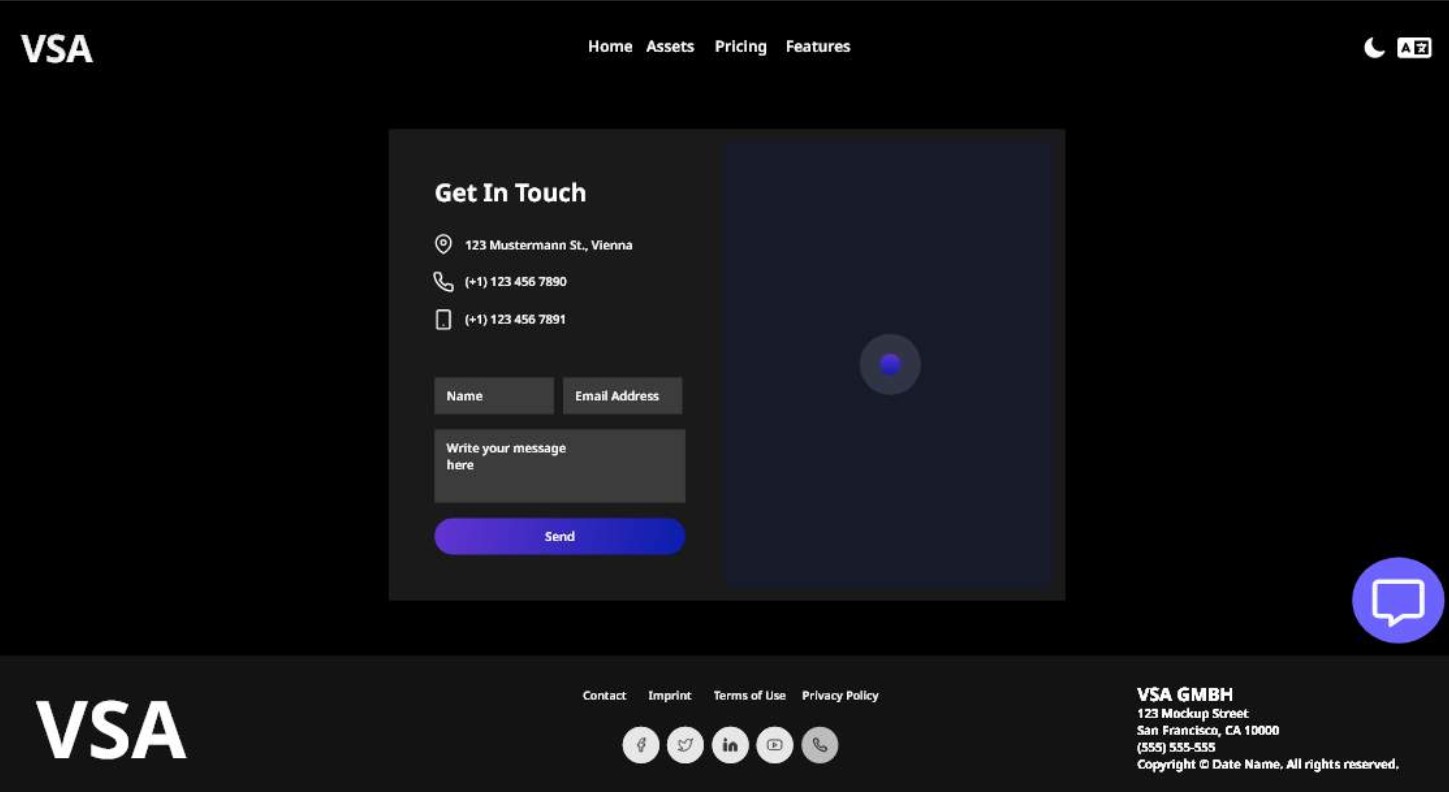 VSA
Home Assets Pricing Features
A 文
Get In Touch
123 Mustermann St., Vienna
(+1) 123 456 7890
(+1) 123 456 7891
Name
Email Address
Write your message
here
Send
VSA
Contact Imprint Terms of Use Privacy Policy
in
VSA GMBH
123 Mockup Street
San Francisco, CA 10000
(555) 555-555
Copyright © Date Name, All rights reserved.